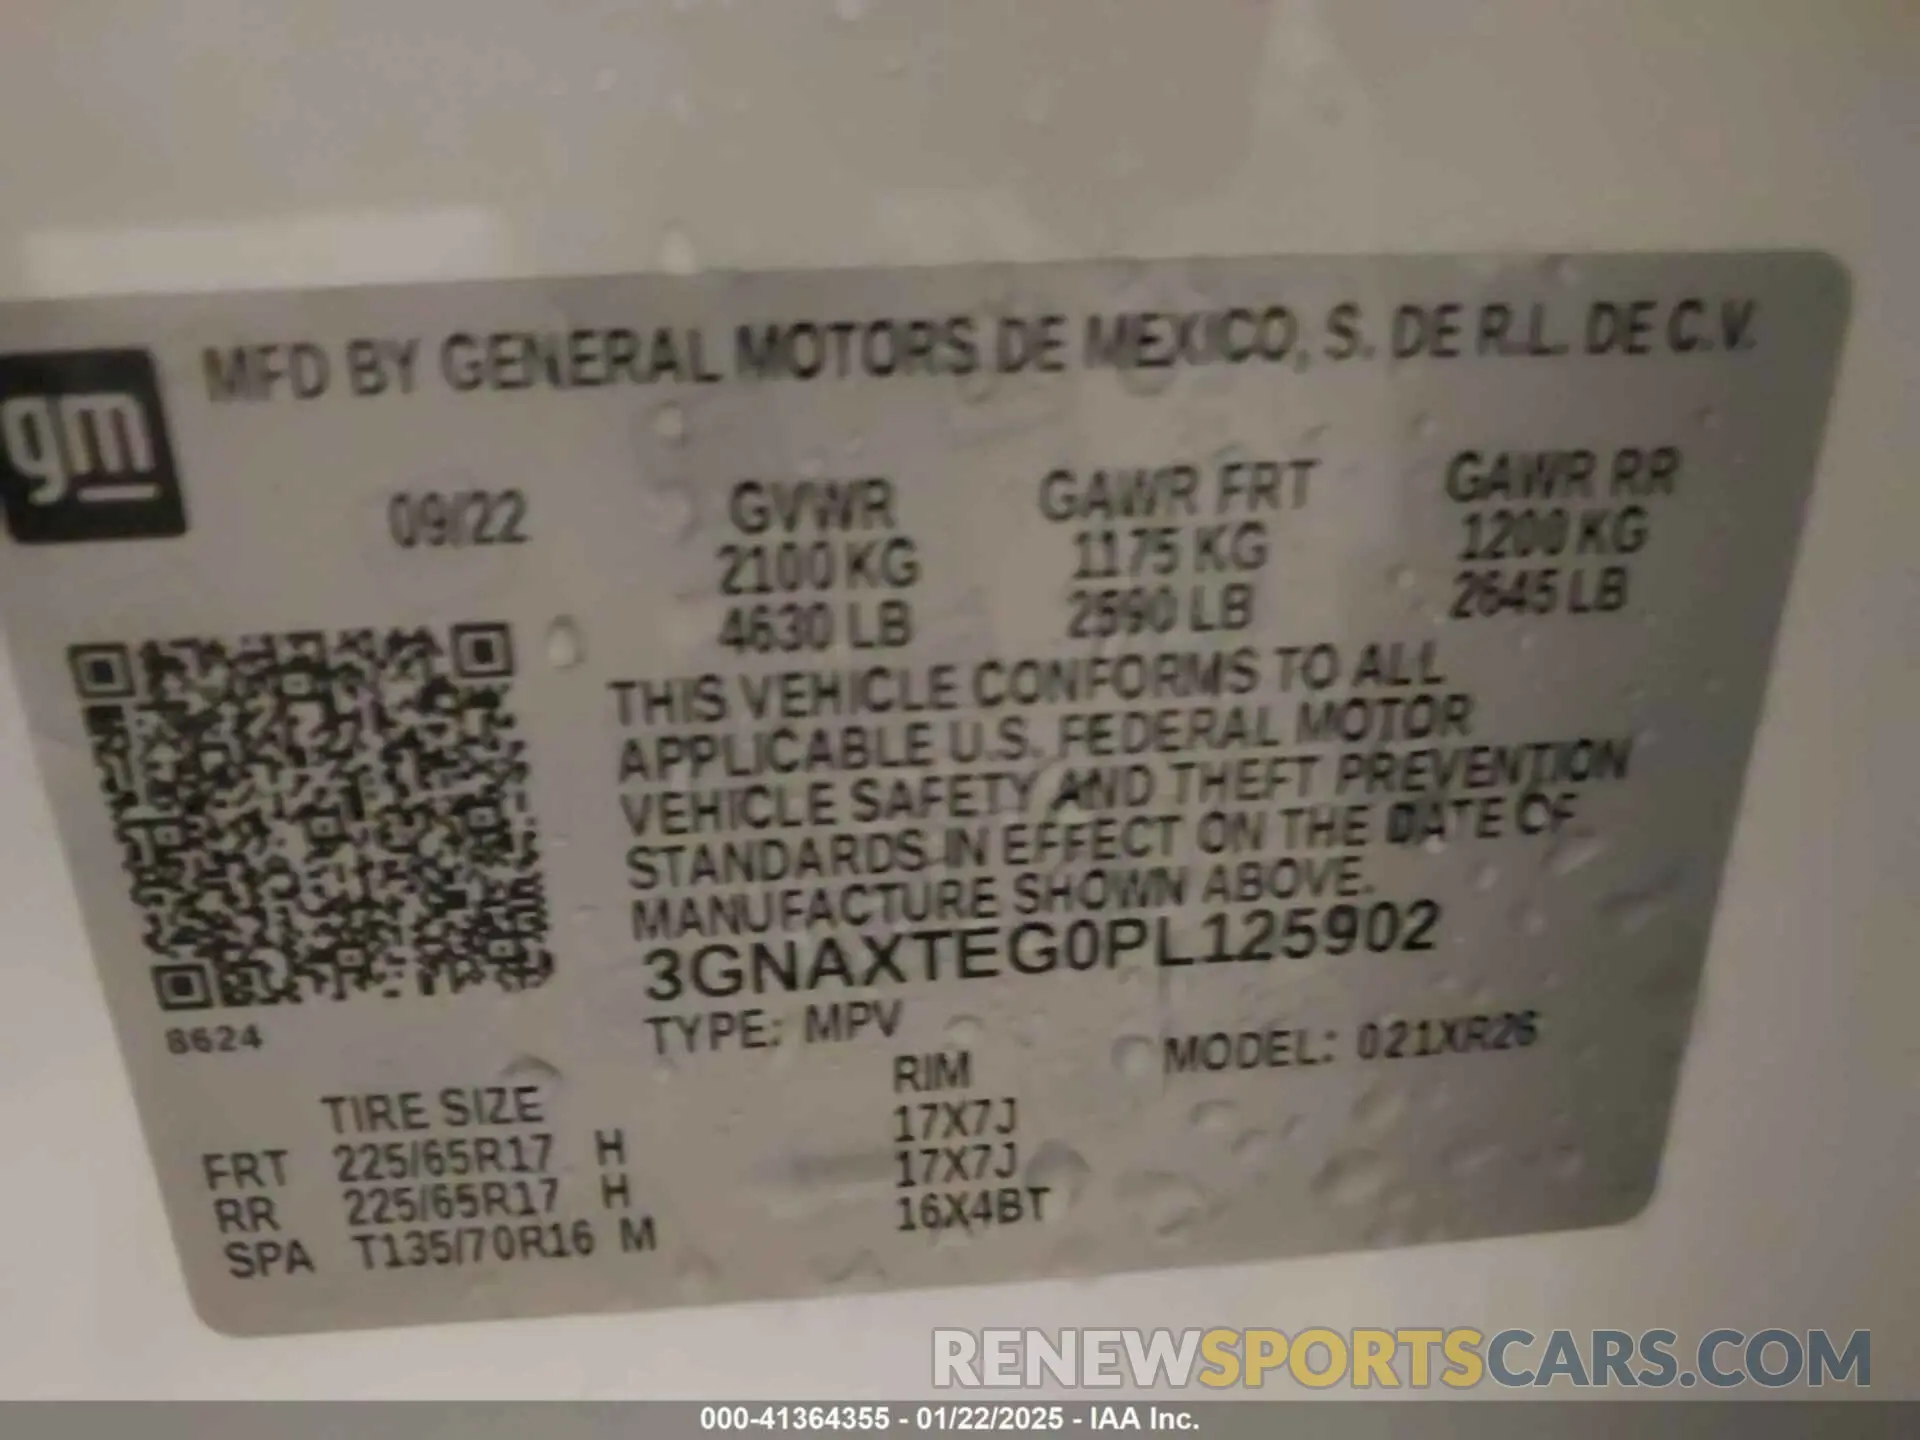 MFD BY GENERAL MOTORS DE MEXICO, S. DE R.L. DE C.V.
gm
09/22 GVWR GAWR FRT GAWR RR
2100 KG 1175 KG 1200 KG
4630 LB 2590 LB 2645 LB
THIS VEHICLE CONFORMS TO ALL
APPLICABLE U.S. FEDERAL MOTOR
VEHICLE SAFETY AND THEFT PREVENTION
STANDARDS IN EFFECT ON THE DATE OF
MANUFACTURE SHOWN ABOVE.
3GNAXTEG0PL125902
8624
TYPE: MPV MODEL: 021XR26
TIRE SIZE RIM
FRT 225/65R17 H 17X7J
RR 225/65R17 H 17X7J
SPA T135/70R16 M 16X4BT
RENEWSPORTSCARS.COM
000-41364355 - 01/22/2025 - IAA Inc.